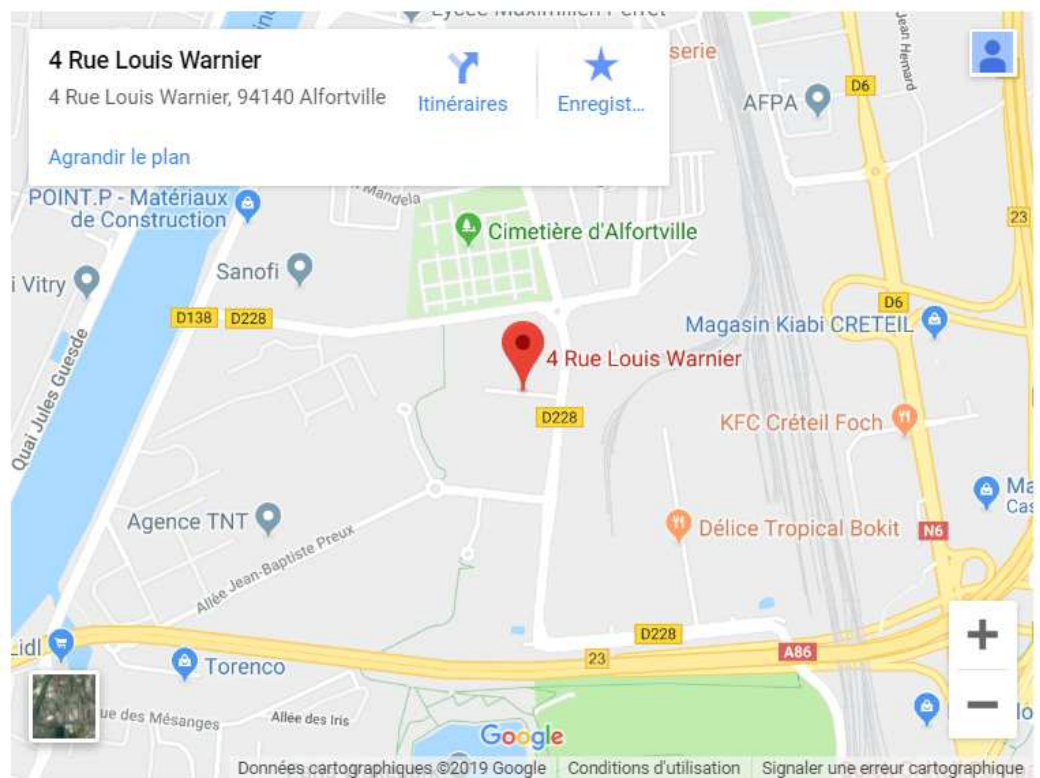 4 Rue Louis Warnier
4 Rue Louis Warnier, 94140 Alfortville
Itinéraires
Enregist...
Agrandir le plan
serie
Jean Hemard
D6
AFPA
Mandela
POINT.P - Matériaux
de Construction
Cimetière d'Alfortville
23
Sanofi
i Vitry
D138
D228
D6
Magasin Kiabi CRETEIL
Quai Jules Guesde
4 Rue Louis Warnier
D228
KFC Créteil Foch
Ma
Cas
Agence TNT
Délice Tropical Bokit
N6
Allée Jean-Baptiste Preux
D228
Lidl
Torenco
23
A86
+
−
ue des Mésanges
Allée des Iris
lo
Google
Données cartographiques ©2019 Google
Conditions d'utilisation
Signaler une erreur cartographique